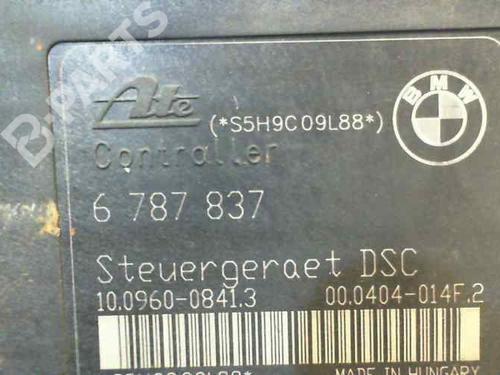 B-PARTS
BMW
Ate (*S5H9C09L88*)
Controller
6 787 837
Steuergeraet DSC
10.0960-0841.3 00.0404-014F.2
MADE IN HUNGARY